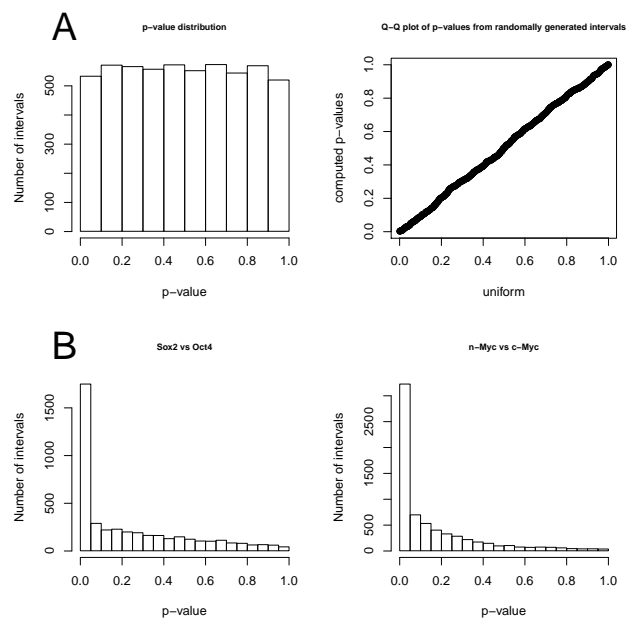 A
p−value distribution
Number of intervals
0
100
300
500
0.0 0.2 0.4 0.6 0.8 1.0
p−value
Q−Q plot of p−values from randomally generated intervals
computed p−values
0.0 0.2 0.4 0.6 0.8 1.0
0.0 0.2 0.4 0.6 0.8 1.0
uniform
B
Sox2 vs Oct4
Number of intervals
0 500 1000 1500
0.0 0.2 0.4 0.6 0.8 1.0
p−value
n−Myc vs c−Myc
Number of intervals
0 500 1500 2500
0.0 0.2 0.4 0.6 0.8 1.0
p−value